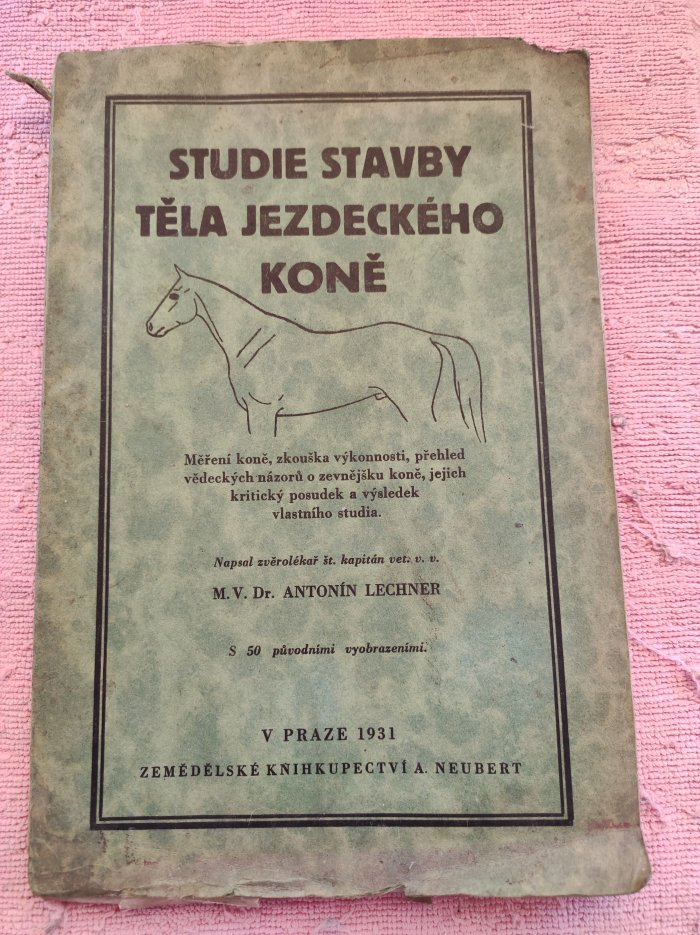 STUDIE STAVBY
TĚLA JEZDECKÉHO
KONĚ
Měření koně, zkouška výkonnosti, přehled
vědeckých názorů o zevnějšku koně, jejich
kritický posudek a výsledek
vlastního studia.
Napsal zvěrolékař št. kapitán vet. v. v.
M. V. Dr. ANTONÍN LECHNER
S 50 původními vyobrazeními.
V PRAZE 1931
ZEMĚDĚLSKÉ KNIHKUPECTVÍ A. NEUBERT